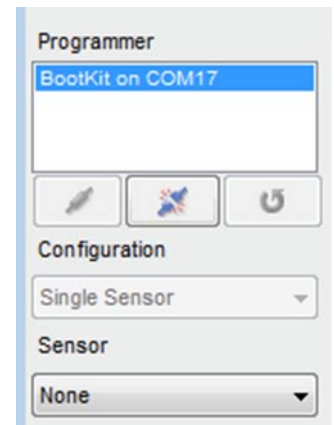 Programmer
BootKit on COM17
Configuration
Single Sensor
Sensor
None